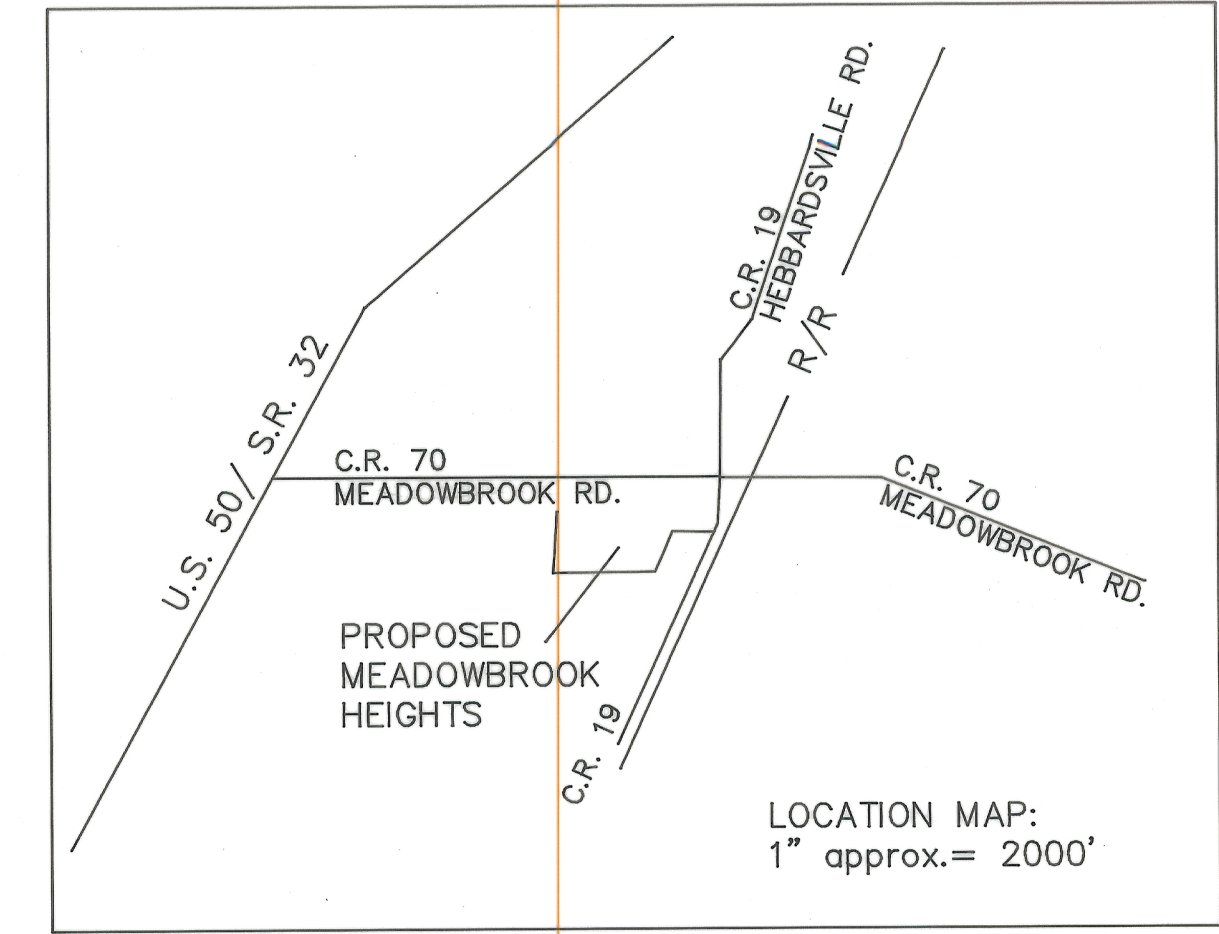 C.R. 19
HEBBARDSVILLE RD.
R/R
U.S. 50/ S.R. 32
C.R. 70
MEADOWBROOK RD.
C.R. 70
MEADOWBROOK RD.
PROPOSED
MEADOWBROOK
HEIGHTS
C.R. 19
LOCATION MAP:
1" approx.= 2000'